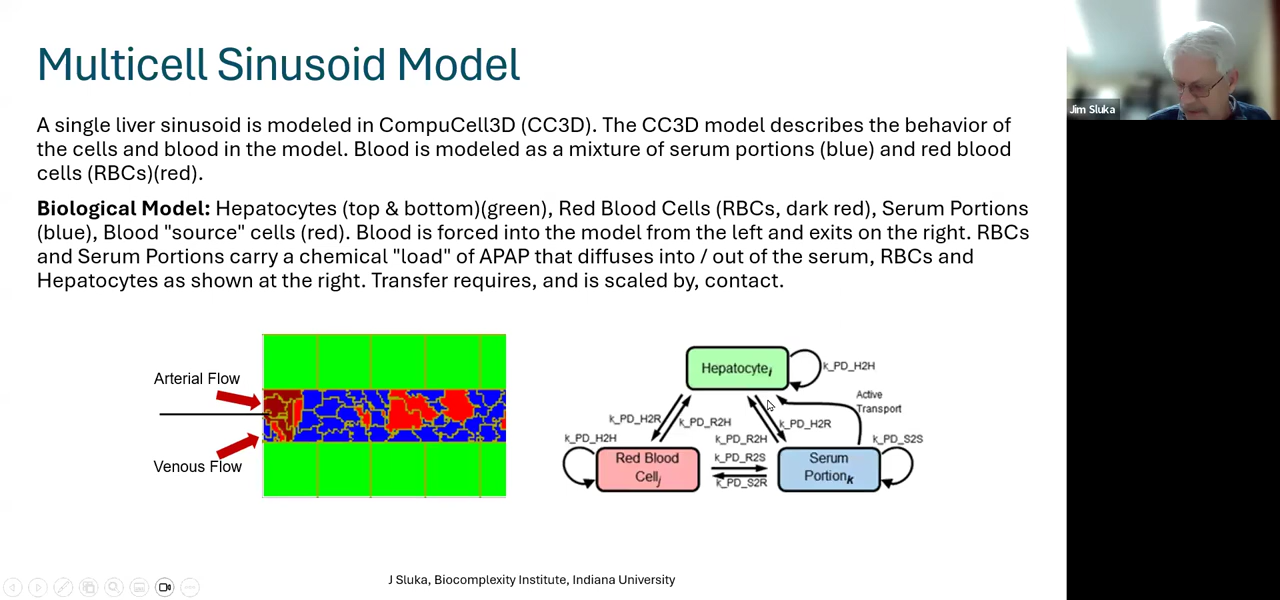 Multicell Sinusoid Model
A single liver sinusoid is modeled in CompuCell3D (CC3D). The CC3D model describes the behavior of
the cells and blood in the model. Blood is modeled as a mixture of serum portions (blue) and red blood
cells (RBCs)(red).
Biological Model: Hepatocytes (top & bottom)(green), Red Blood Cells (RBCs, dark red), Serum Portions
(blue), Blood "source" cells (red). Blood is forced into the model from the left and exits on the right. RBCs
and Serum Portions carry a chemical "load" of APAP that diffuses into / out of the serum, RBCs and
Hepatocytes as shown at the right. Transfer requires, and is scaled by, contact.
Arterial Flow
Venous Flow
Hepatocytei
k_PD_H2H
Active
Transport
k_PD_H2R
k_PD_R2H
k_PD_H2R
k_PD_H2H
k_PD_R2H
k_PD_S2S
Red Blood
Cellj
k_PD_R2S
k_PD_S2R
Serum
Portionk
J Sluka, Biocomplexity Institute, Indiana University
Jim Sluka